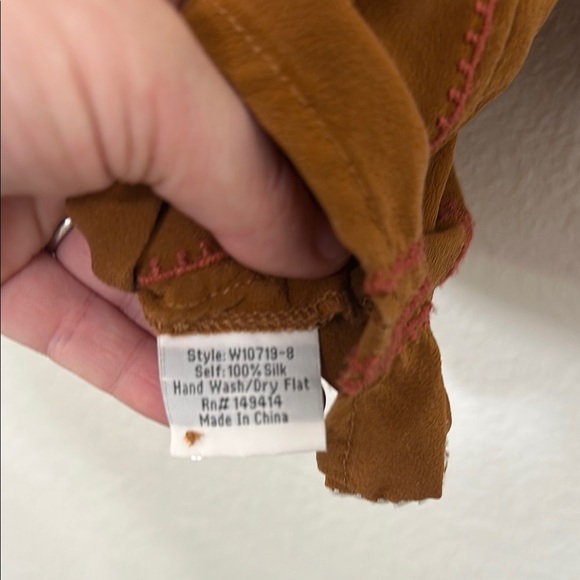 Style: W10719-8
Self: 100% Silk
Hand Wash/Dry Flat
Rn# 149414
Made In China